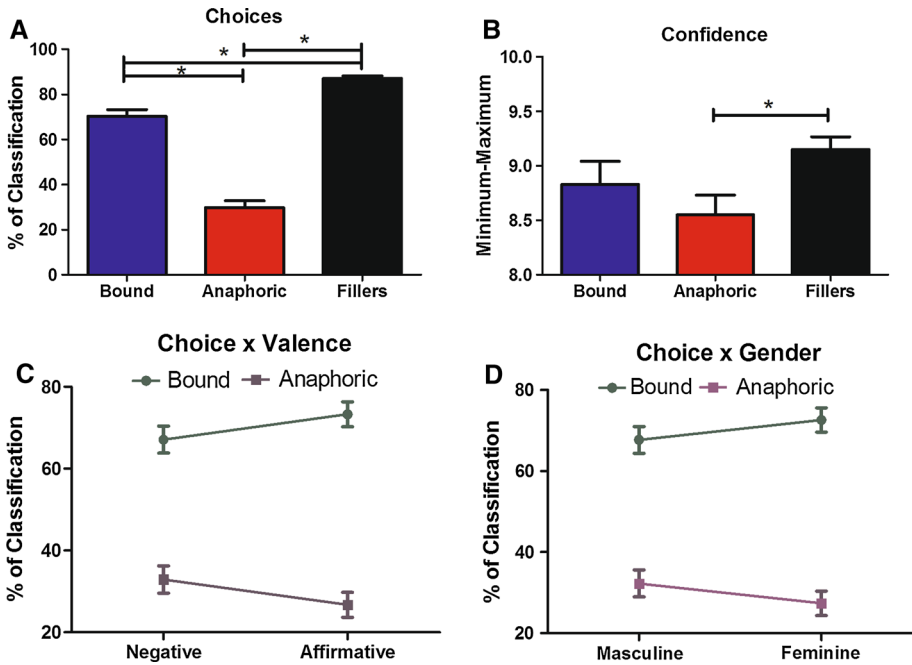 A
Choices
% of Classification
100
80
60
40
20
0
*
*
*
Bound Anaphoric Fillers
B
Confidence
Minimum-Maximum
10.0
9.5
9.0
8.5
8.0
*
Bound Anaphoric Fillers
C
Choice x Valence
Bound Anaphoric
% of Classification
80
60
40
20
Negative Affirmative
D
Choice x Gender
Bound Anaphoric
% of Classification
80
60
40
20
Masculine Feminine